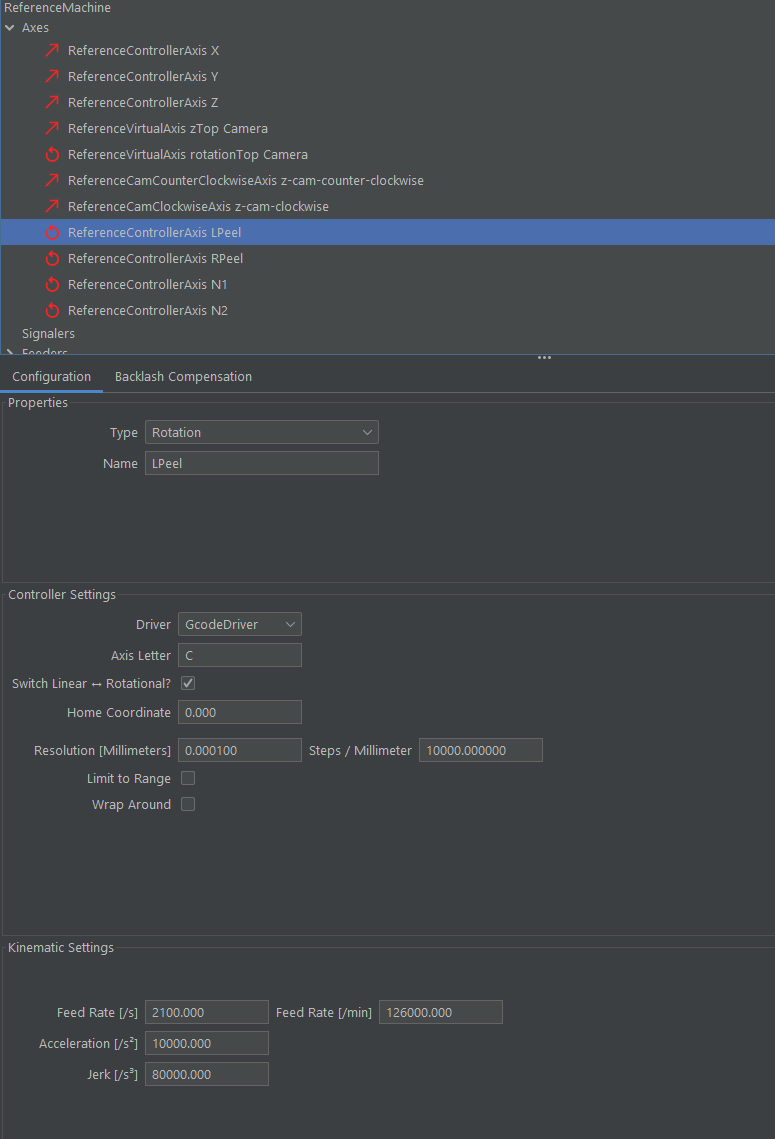 ReferenceMachine
Axes
ReferenceControllerAxis X
ReferenceControllerAxis Y
ReferenceControllerAxis Z
ReferenceVirtualAxis zTop Camera
ReferenceVirtualAxis rotationTop Camera
ReferenceCamCounterClockwiseAxis z-cam-counter-clockwise
ReferenceCamClockwiseAxis z-cam-clockwise
ReferenceControllerAxis LPeel
ReferenceControllerAxis RPeel
ReferenceControllerAxis N1
ReferenceControllerAxis N2
Signalers
Feeders
Configuration Backlash Compensation
Properties
Type Rotation
Name LPeel
Controller Settings
Driver GcodeDriver
Axis Letter C
Switch Linear ↔ Rotational?
Home Coordinate 0.000
Resolution [Millimeters] 0.000100 Steps / Millimeter 10000.000000
Limit to Range
Wrap Around
Kinematic Settings
Feed Rate [/s] 2100.000 Feed Rate [/min] 126000.000
Acceleration [/s²] 10000.000
Jerk [/s³] 80000.000